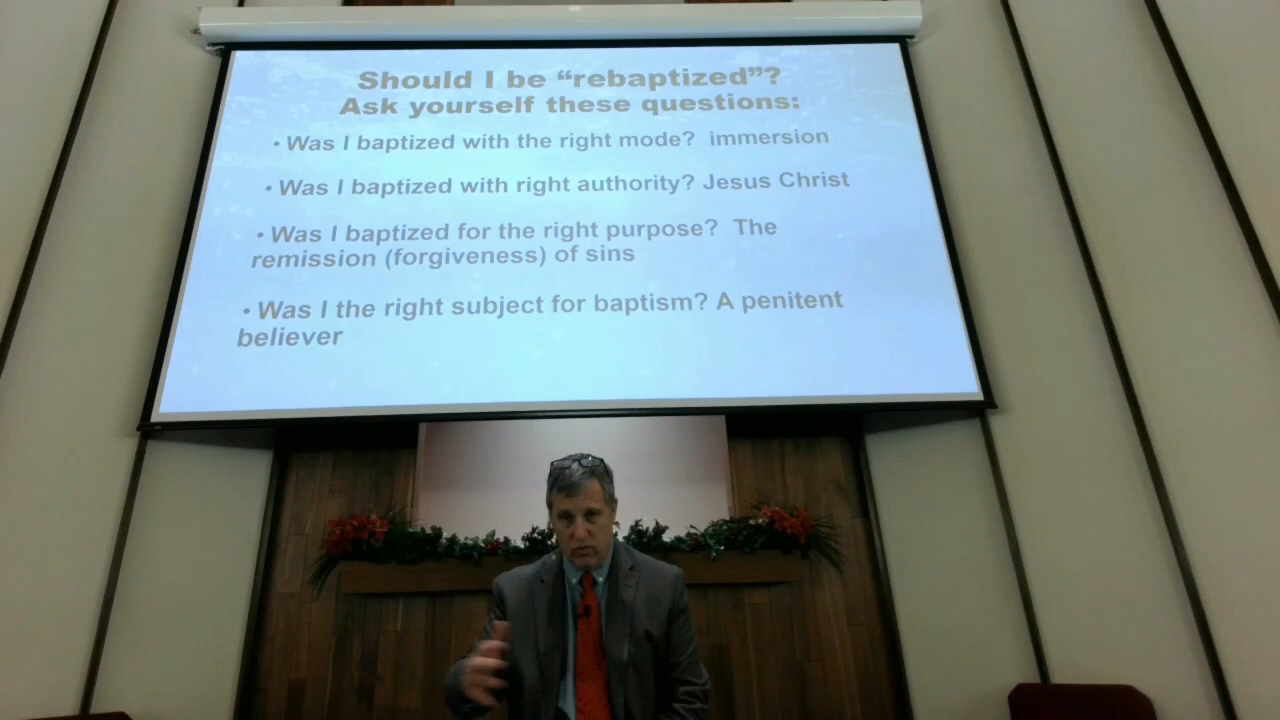 Should I be “rebaptized”?
Ask yourself these questions:
• Was I baptized with the right mode?  immersion
• Was I baptized with right authority? Jesus Christ
• Was I baptized for the right purpose?  The
remission (forgiveness) of sins
• Was I the right subject for baptism? A penitent
believer